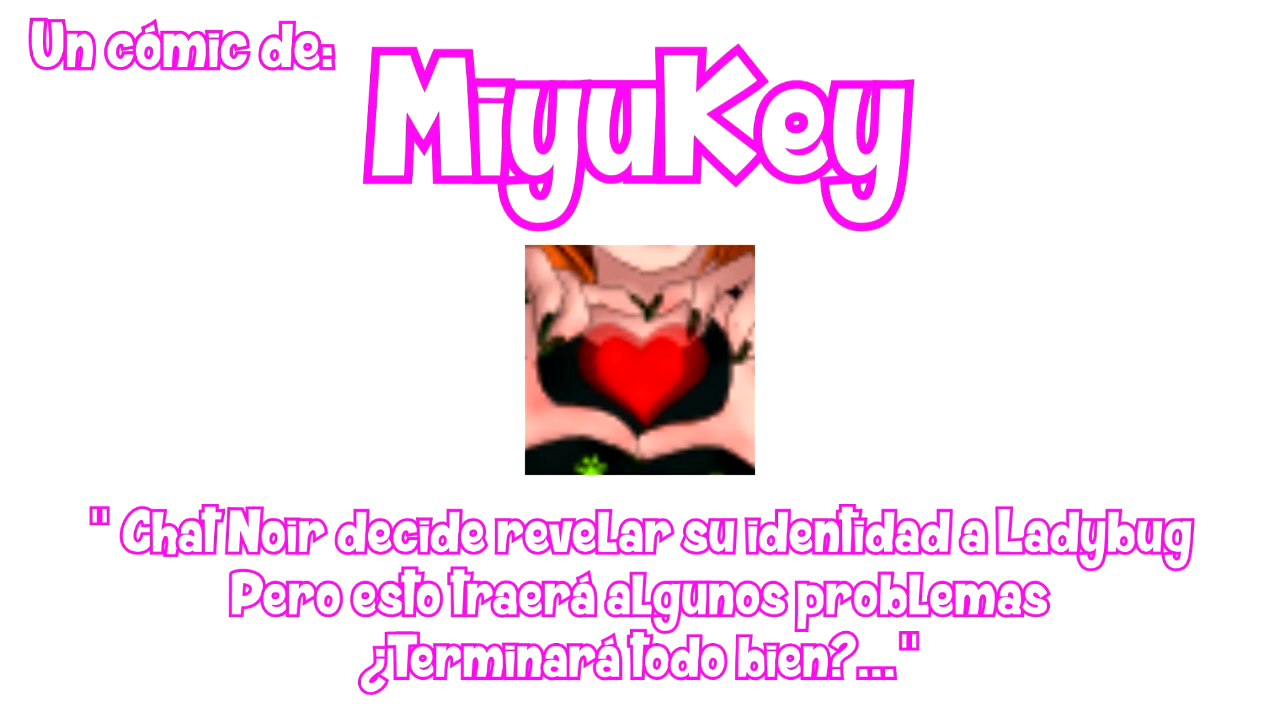 Un cómic de:
MiyuKey
" Chat Noir decide revelar su identidad a Ladybug
Pero esto traerá algunos problemas
¿Terminará todo bien?..."